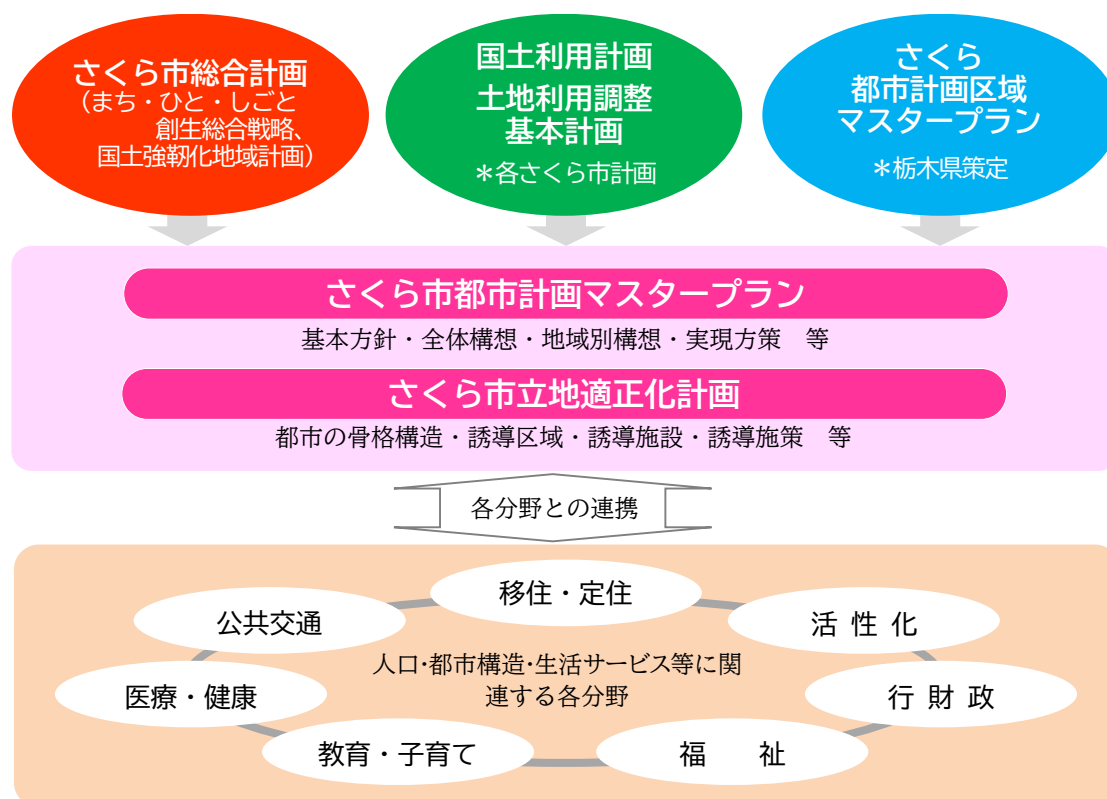 さくら市総合計画
（まち・ひと・しごと
創生総合戦略、
国土強靭化地域計画）
国土利用計画
土地利用調整
基本計画
＊各さくら市計画
さくら
都市計画区域
マスタープラン
＊栃木県策定
さくら市都市計画マスタープラン
基本方針・全体構想・地域別構想・実現方策　等
さくら市立地適正化計画
都市の骨格構造・誘導区域・誘導施設・誘導施策　等
各分野との連携
移住・定住
公共交通
活 性 化
人口・都市構造・生活サービス等に関
連する各分野
医療・健康
行 財 政
教育・子育て
福　　祉